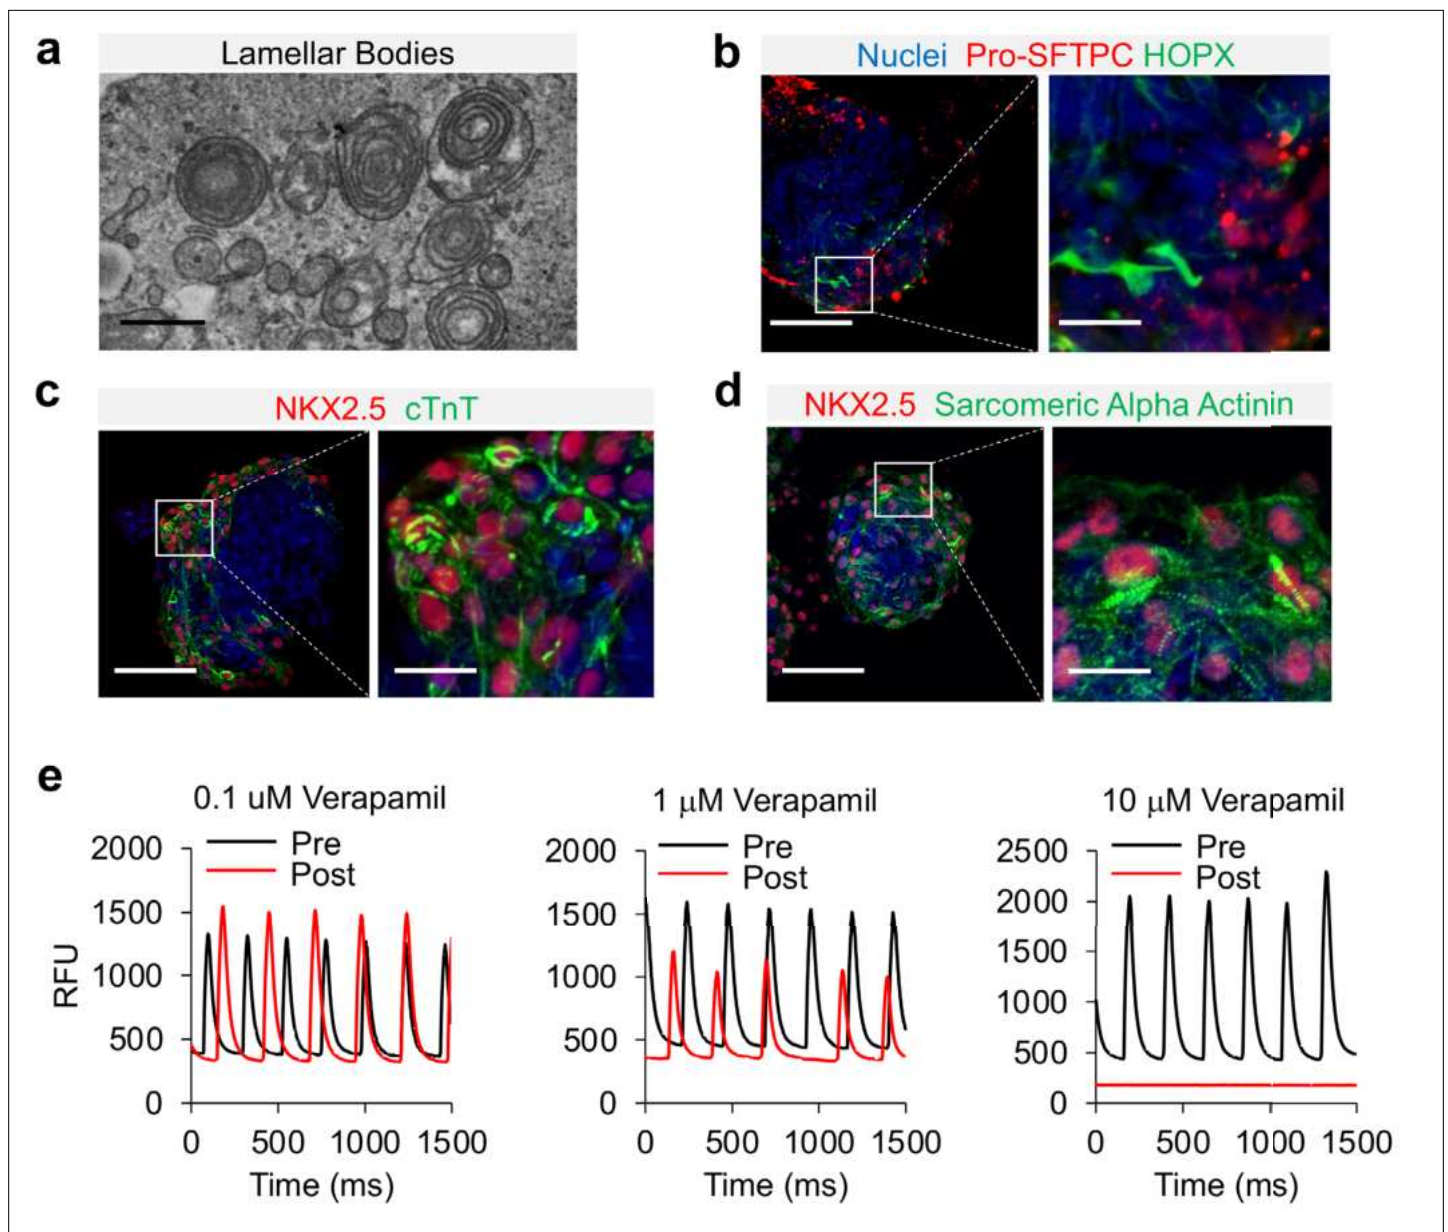 a
Lamellar Bodies
b
Nuclei Pro-SFTPC HOPX
c
NKX2.5 cTnT
d
NKX2.5 Sarcomeric Alpha Actinin
e
0.1 uM Verapamil
Pre
Post
2000
1500
1000
500
0
RFU
0 500 1000 1500
Time (ms)
1 μM Verapamil
Pre
Post
2000
1500
1000
500
0
0 500 1000 1500
Time (ms)
10 μM Verapamil
Pre
Post
2500
2000
1500
1000
500
0
0 500 1000 1500
Time (ms)